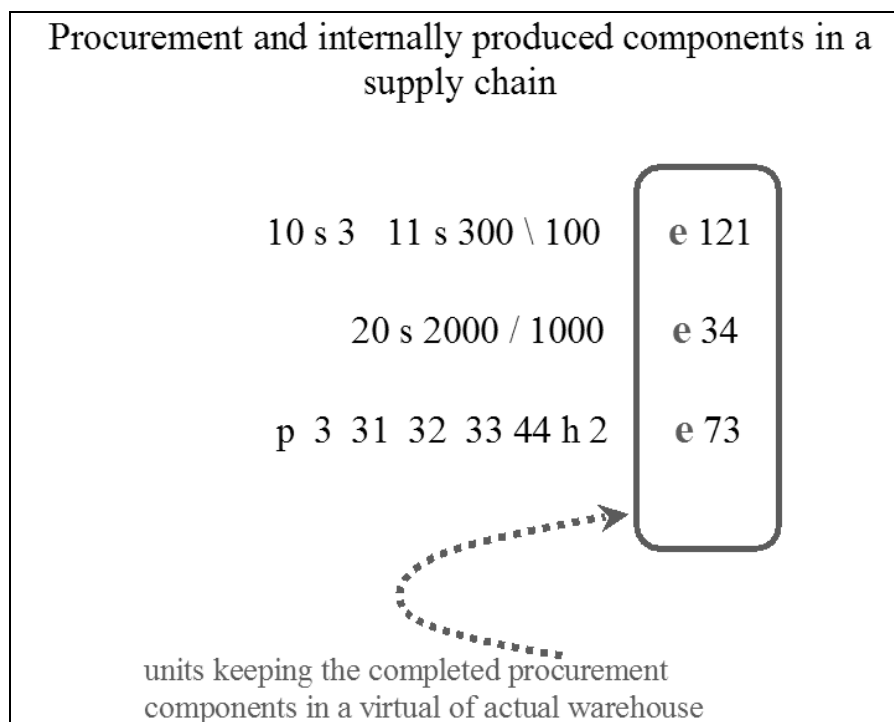 Procurement and internally produced components in a
supply chain
10 s 3 11 s 300 \ 100 e 121
20 s 2000 / 1000 e 34
p 3 31 32 33 44 h 2 e 73
units keeping the completed procurement
components in a virtual of actual warehouse